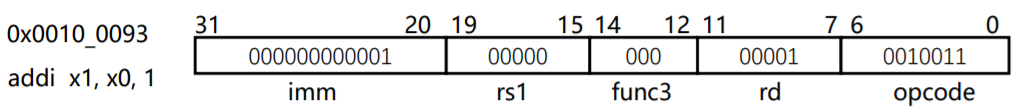 0x0010_0093
31 20 19 15 14 12 11 7 6 0
000000000001 00000 000 00001 0010011
addi x1, x0, 1
imm rs1 func3 rd opcode